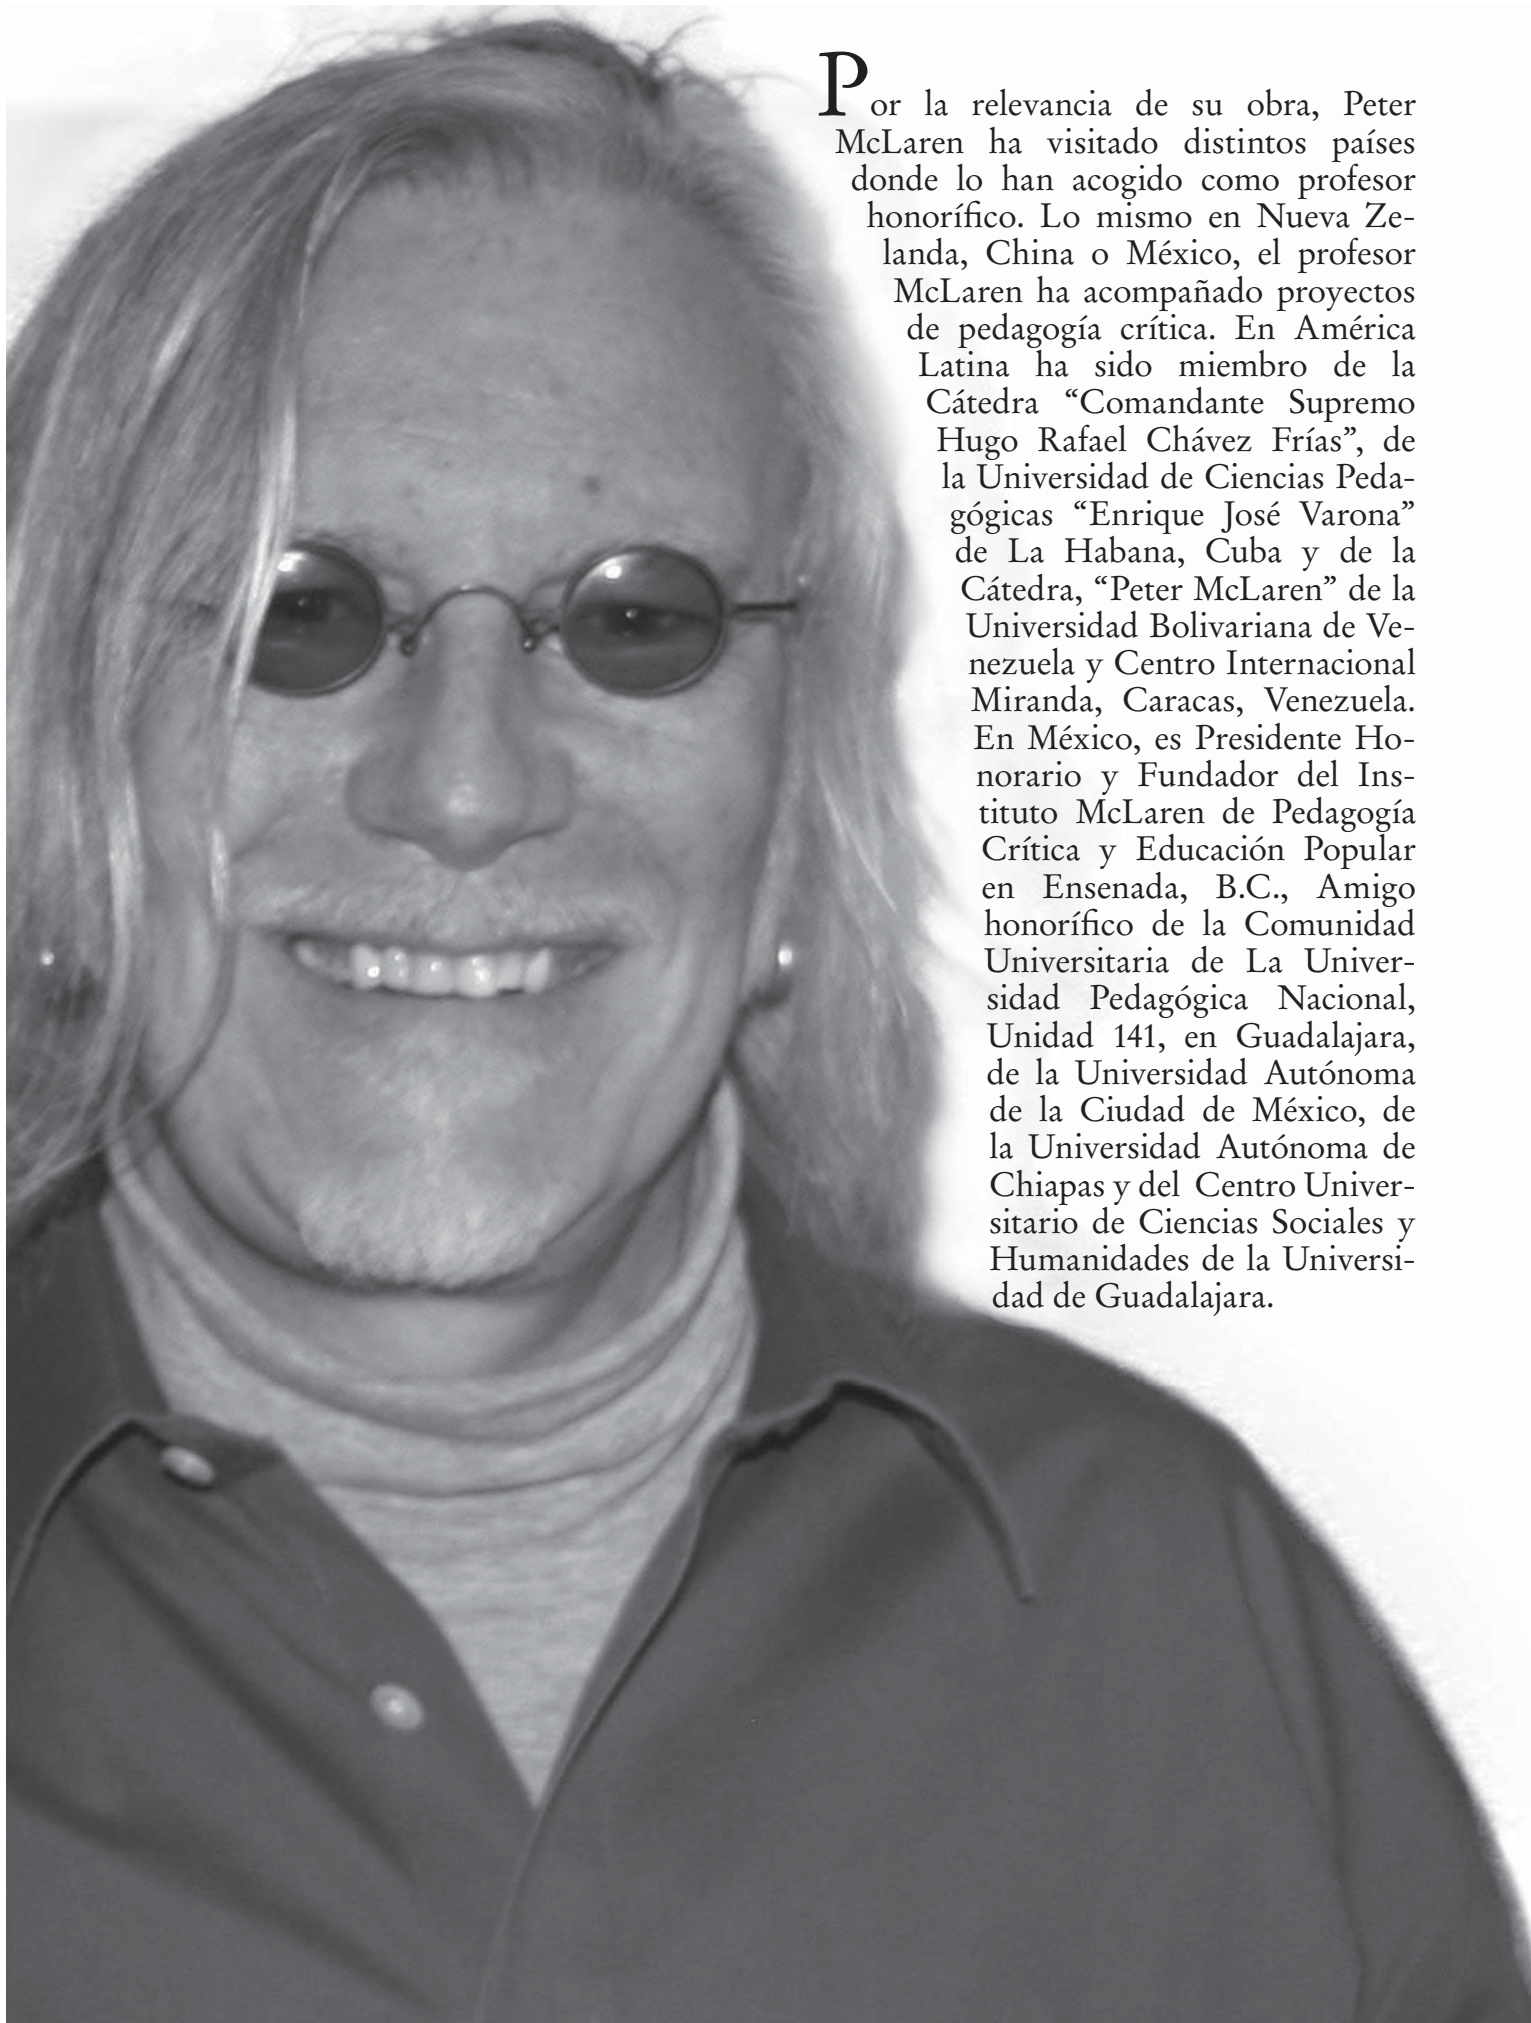 Por la relevancia de su obra, Peter
McLaren ha visitado distintos países
donde lo han acogido como profesor
honorífico. Lo mismo en Nueva Ze-
landa, China o México, el profesor
McLaren ha acompañado proyectos
de pedagogía crítica. En América
Latina ha sido miembro de la
Cátedra “Comandante Supremo
Hugo Rafael Chávez Frías”, de
la Universidad de Ciencias Peda-
gógicas “Enrique José Varona”
de La Habana, Cuba y de la
Cátedra, “Peter McLaren” de la
Universidad Bolivariana de Ve-
nezuela y Centro Internacional
Miranda, Caracas, Venezuela.
En México, es Presidente Ho-
norario y Fundador del Ins-
tituto McLaren de Pedagogía
Crítica y Educación Popular
en Ensenada, B.C., Amigo
honorífico de la Comunidad
Universitaria de La Univer-
sidad Pedagógica Nacional,
Unidad 141, en Guadalajara,
de la Universidad Autónoma
de la Ciudad de México, de
la Universidad Autónoma de
Chiapas y del Centro Univer-
sitario de Ciencias Sociales y
Humanidades de la Universi-
dad de Guadalajara.